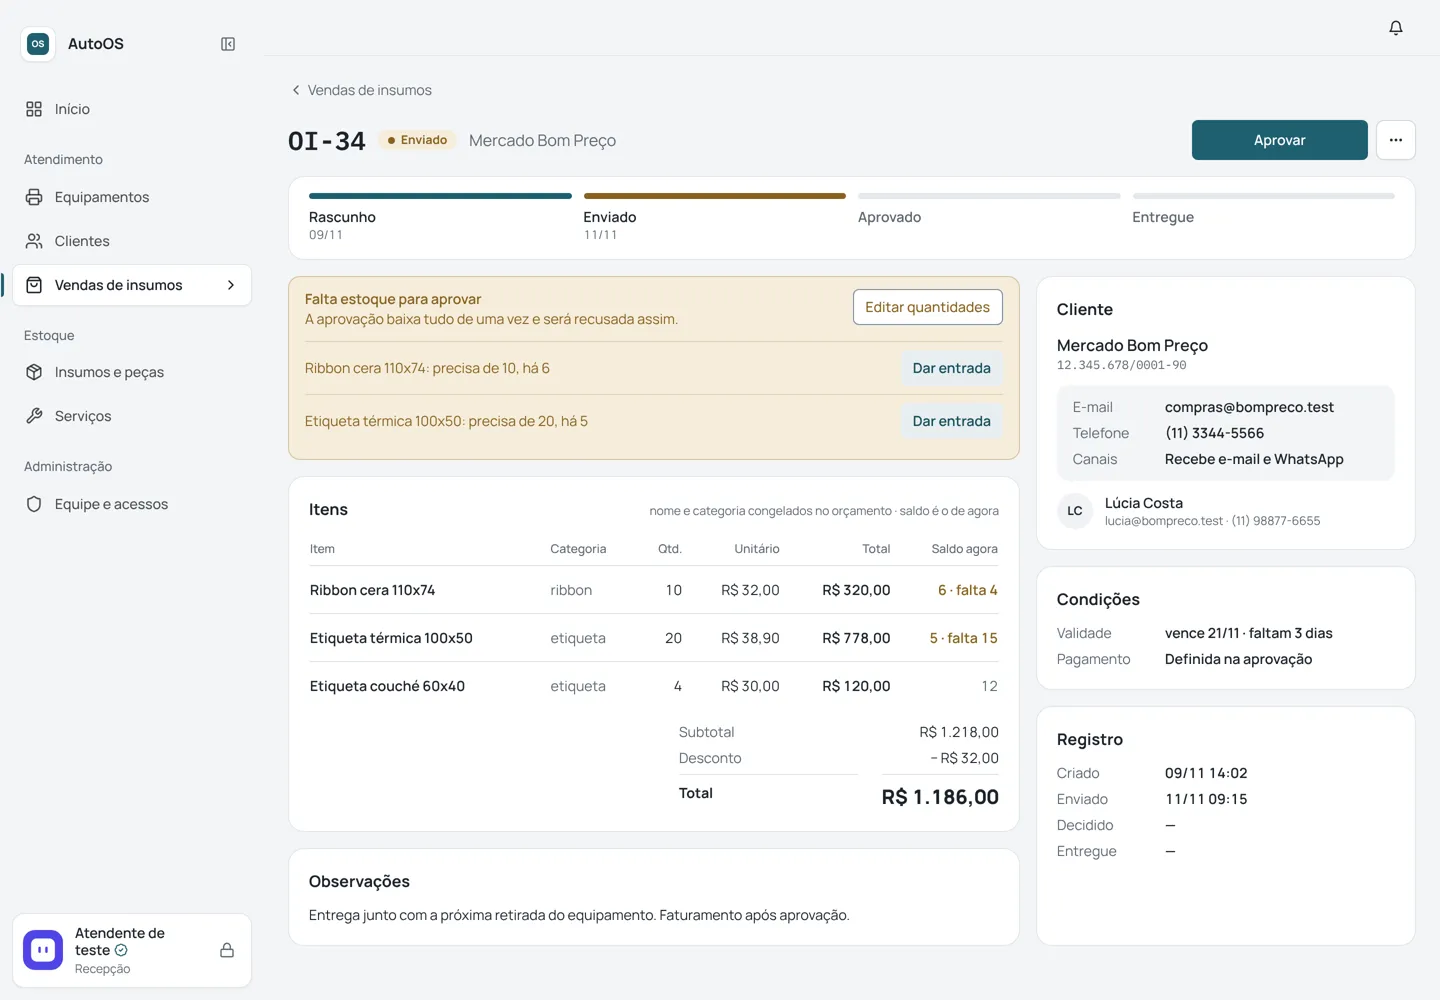 OS
AutoOS
Início
Atendimento
Equipamentos
Clientes
Vendas de insumos
Estoque
Insumos e peças
Serviços
Administração
Equipe e acessos
Atendente de
teste
Recepção
Vendas de insumos
OI-34
Enviado
Mercado Bom Preço
Aprovar
Rascunho
09/11
Enviado
11/11
Aprovado
Entregue
Falta estoque para aprovar
A aprovação baixa tudo de uma vez e será recusada assim.
Editar quantidades
Ribbon cera 110x74: precisa de 10, há 6
Dar entrada
Etiqueta térmica 100x50: precisa de 20, há 5
Dar entrada
Itens
nome e categoria congelados no orçamento · saldo é o de agora
Item Categoria Qtd. Unitário Total Saldo agora
Ribbon cera 110x74 ribbon 10 R$ 32,00 R$ 320,00 6 · falta 4
Etiqueta térmica 100x50 etiqueta 20 R$ 38,90 R$ 778,00 5 · falta 15
Etiqueta couché 60x40 etiqueta 4 R$ 30,00 R$ 120,00 12
Subtotal R$ 1.218,00
Desconto − R$ 32,00
Total R$ 1.186,00
Observações
Entrega junto com a próxima retirada do equipamento. Faturamento após aprovação.
Cliente
Mercado Bom Preço
12.345.678/0001-90
E-mail compras@bompreco.test
Telefone (11) 3344-5566
Canais Recebe e-mail e WhatsApp
LC
Lúcia Costa
lucia@bompreco.test · (11) 98877-6655
Condições
Validade vence 21/11 · faltam 3 dias
Pagamento Definida na aprovação
Registro
Criado 09/11 14:02
Enviado 11/11 09:15
Decidido —
Entregue —